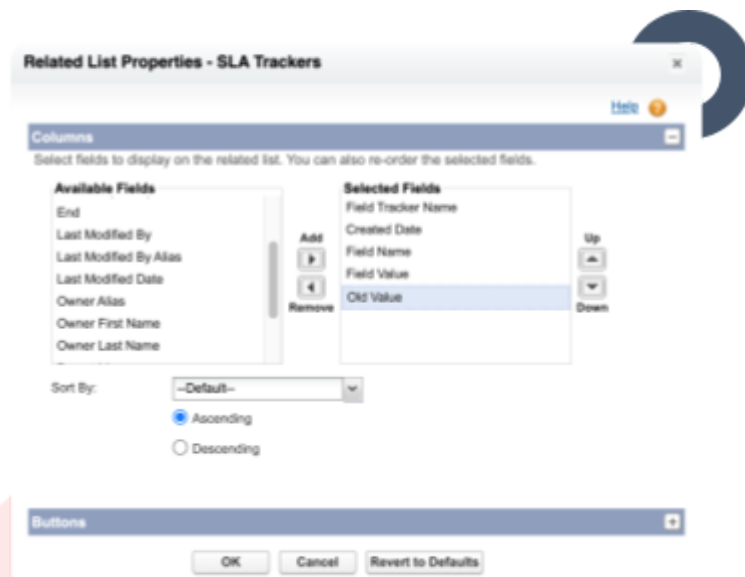 Related List Properties - SLA Trackers
Help
Columns
Select fields to display on the related list. You can also re-order the selected fields.
Available Fields
End
Last Modified By
Last Modified By Alias
Last Modified Date
Owner Alias
Owner First Name
Owner Last Name
Add
Remove
Selected Fields
Field Tracker Name
Created Date
Field Name
Field Value
Old Value
Up
Down
Sort By:
--Default--
Ascending
Descending
Buttons
OK
Cancel
Revert to Defaults